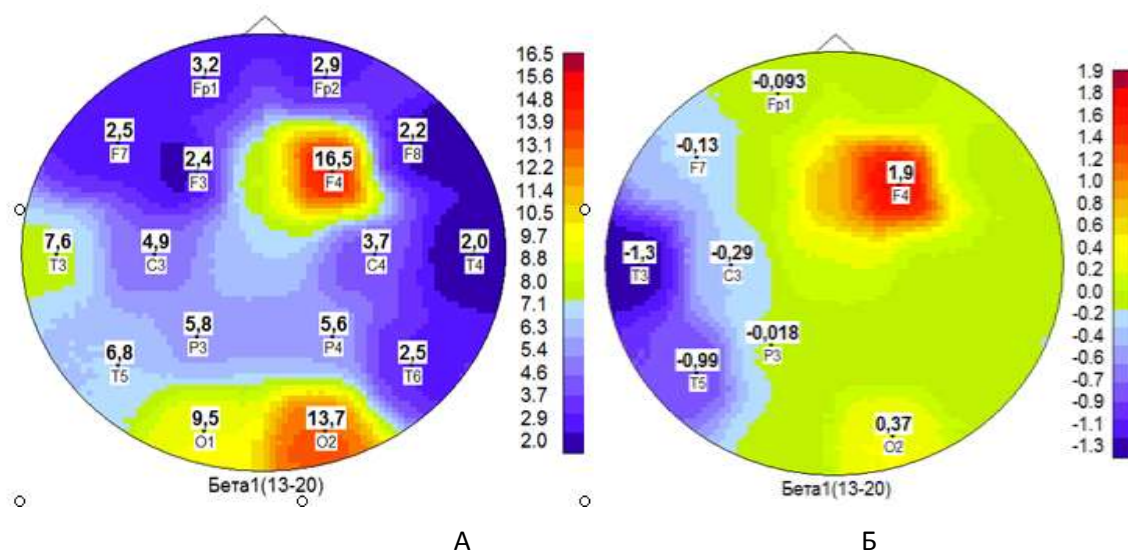 3,2
Fp1
2,9
Fp2
2,5
F7
2,4
F3
16,5
F4
2,2
F8
7,6
T3
4,9
C3
3,7
C4
2,0
T4
5,8
P3
5,6
P4
6,8
T5
2,5
T6
9,5
O1
13,7
O2
Бета1(13-20)
16.5
15.6
14.8
13.9
13.1
12.2
11.4
10.5
9.7
8.8
8.0
7.1
6.3
5.4
4.6
3.7
2.9
2.0
А
-0,093
Fp1
-0,13
F7
1,9
F4
-1,3
T3
-0,29
C3
-0,018
P3
-0,99
T5
0,37
O2
Бета1(13-20)
1.9
1.8
1.6
1.4
1.2
1.0
0.8
0.6
0.4
0.2
0.0
-0.2
-0.4
-0.6
-0.7
-0.9
-1.1
-1.3
Б